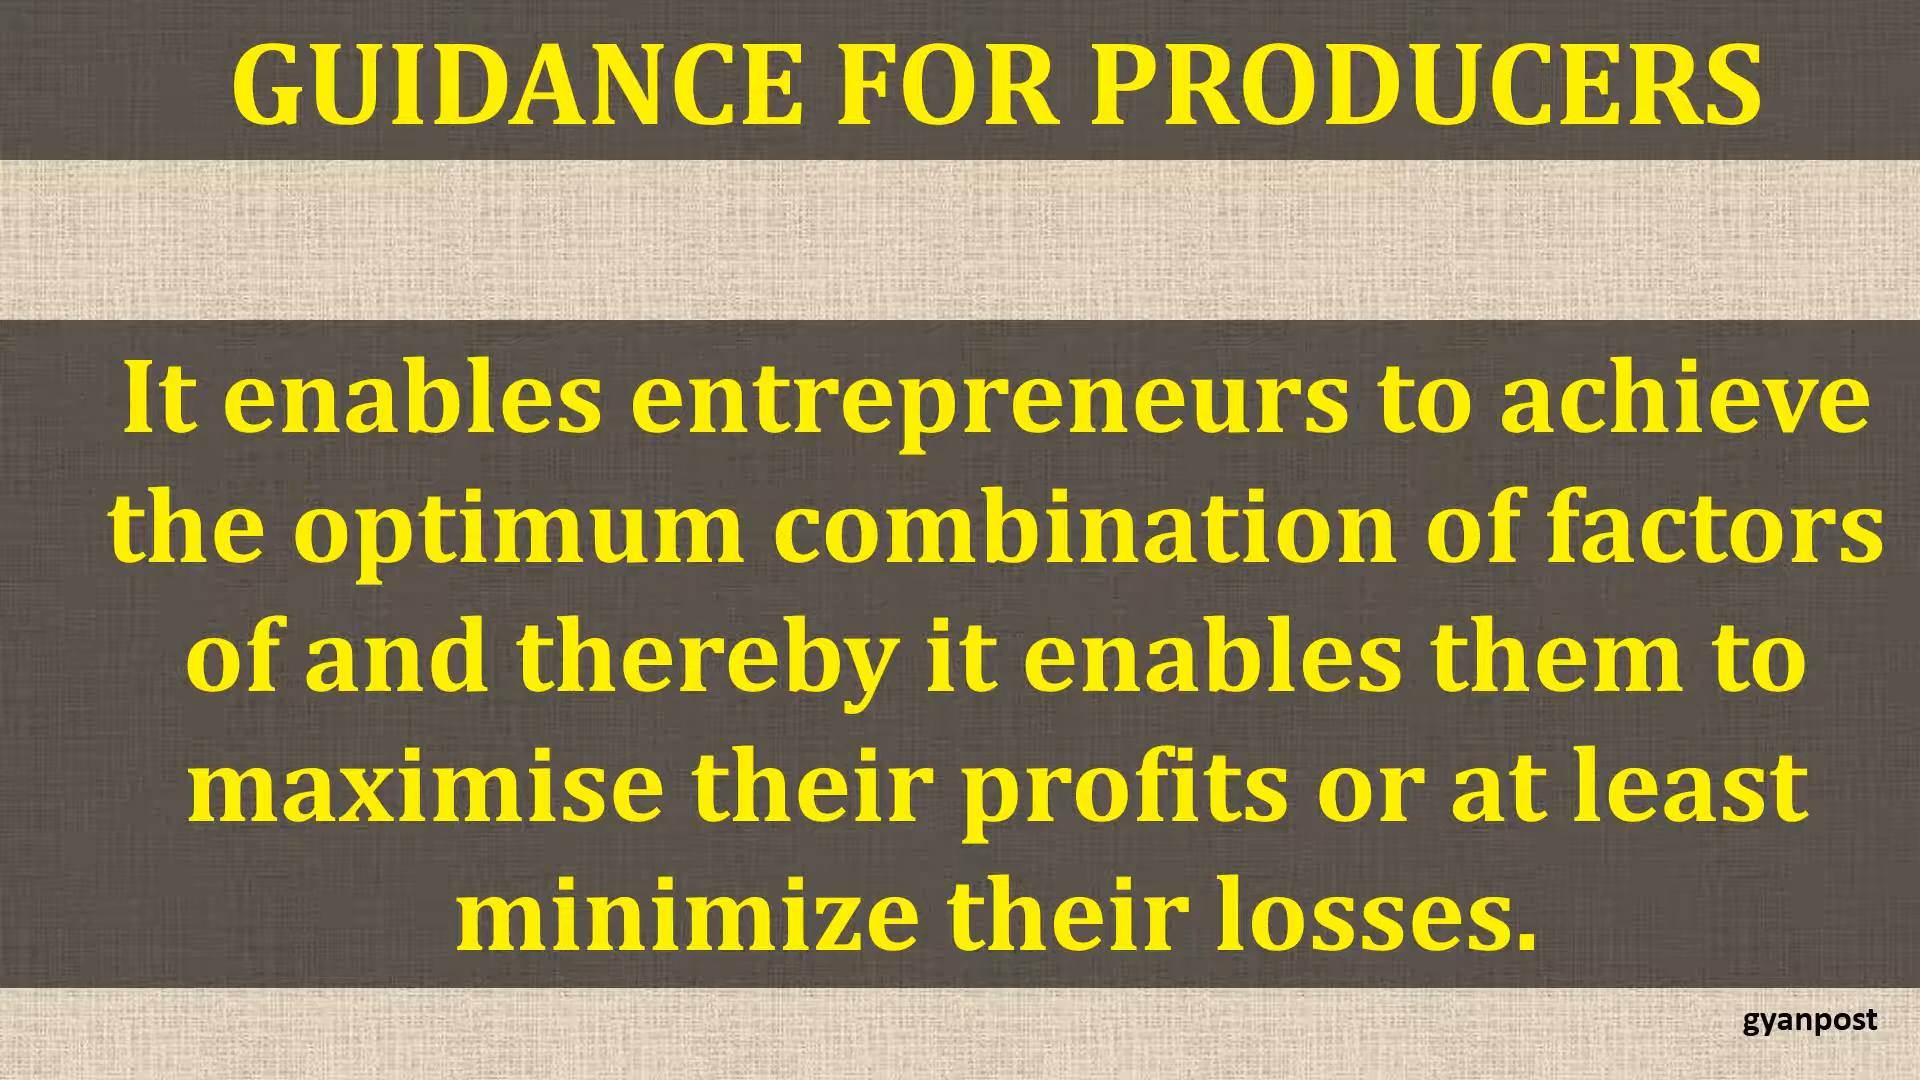 GUIDANCE FOR PRODUCERS
It enables entrepreneurs to achieve
the optimum combination of factors
of and thereby it enables them to
maximise their profits or at least
minimize their losses.
gyanpost